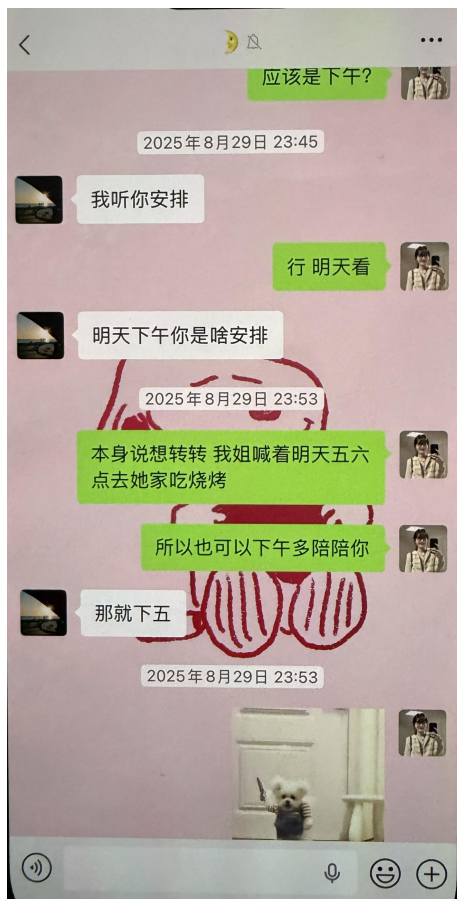 应该是下午?
2025年8月29日 23:45
我听你安排
行 明天看
明天下午你是啥安排
2025年8月29日 23:53
本身说想转转 我姐喊着明天五六
点去她家吃烧烤
所以也可以下午多陪陪你
那就下五
2025年8月29日 23:53